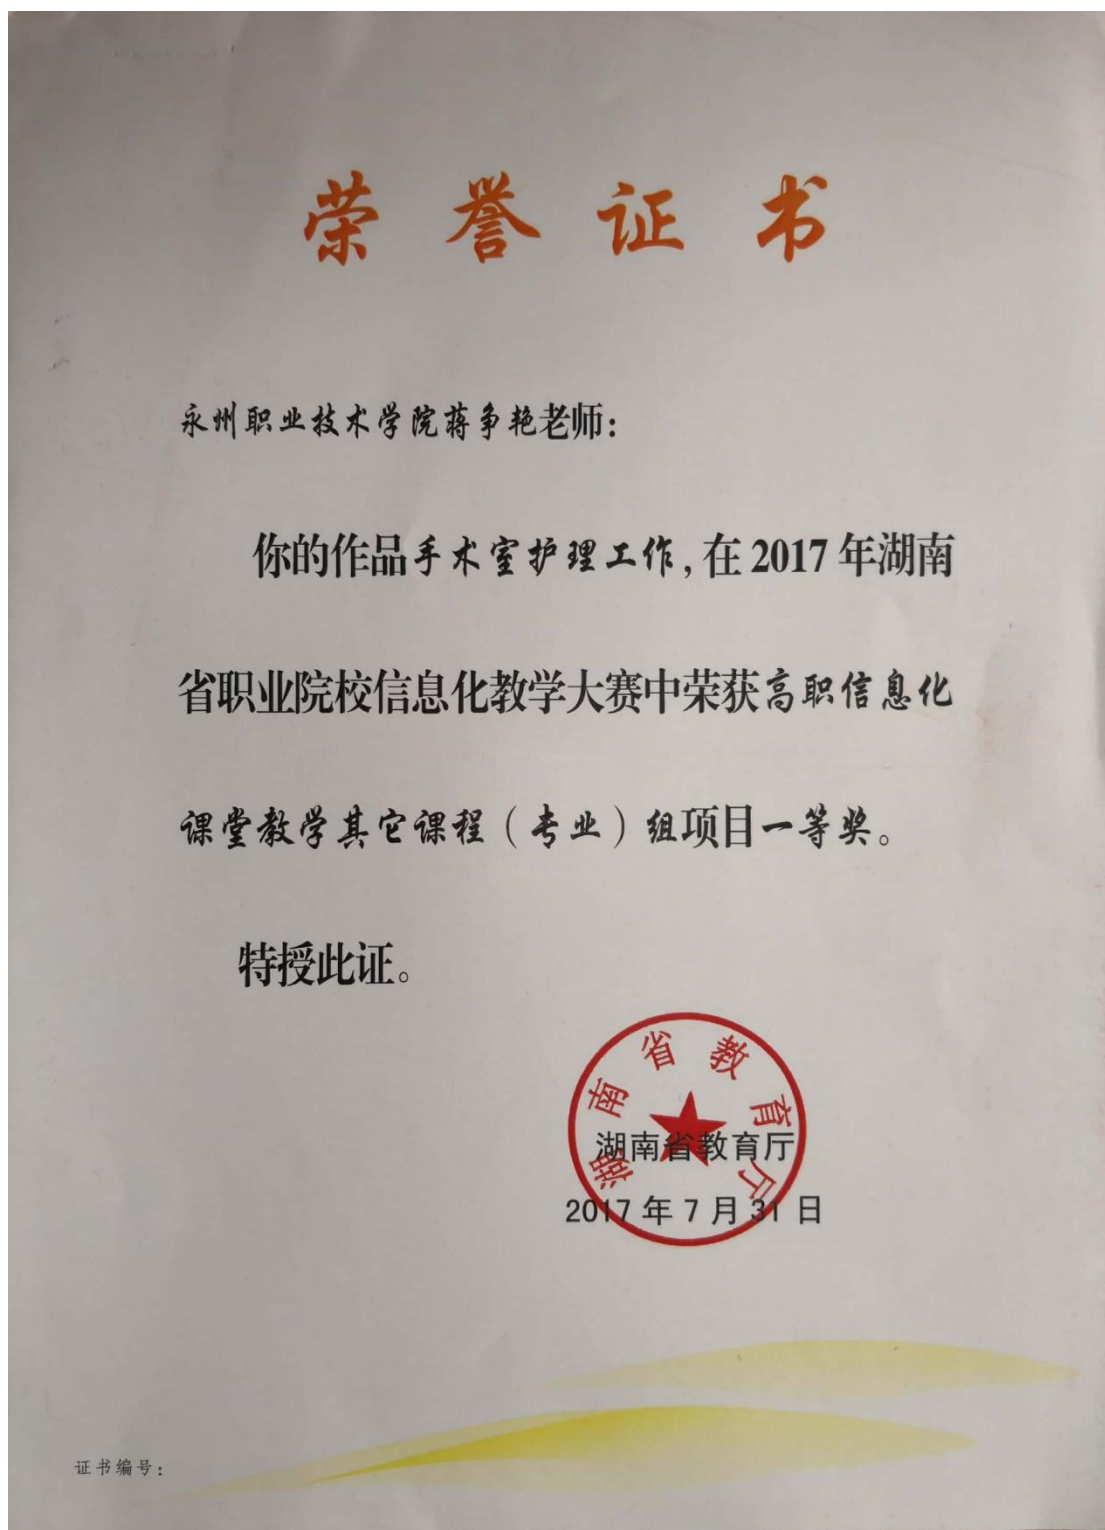 荣誉证书
永州职业技术学院蒋争艳老师：
你的作品手术室护理工作，在2017年湖南
省职业院校信息化教学大赛中荣获高职信息化
课堂教学其它课程（专业）组项目一等奖。
特授此证。
湖南省教育厅
湖南省教育厅
2017年7月31日
证书编号：